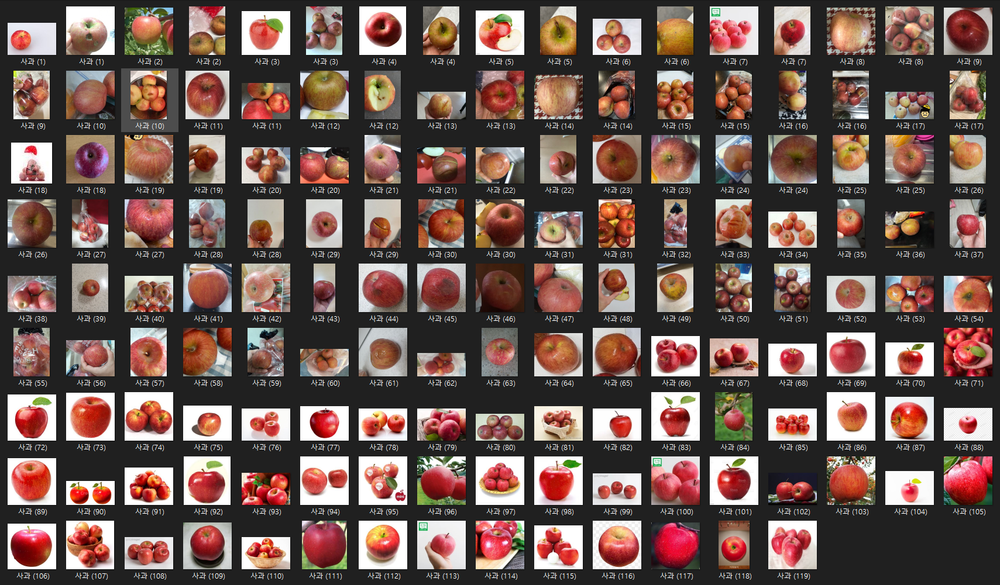 사과 (1) 사과 (1) 사과 (2) 사과 (2) 사과 (3) 사과 (3) 사과 (4) 사과 (4) 사과 (5) 사과 (5) 사과 (6) 사과 (6) 사과 (7) 사과 (7) 사과 (8) 사과 (8) 사과 (9)
사과 (9) 사과 (10) 사과 (10) 사과 (11) 사과 (11) 사과 (12) 사과 (12) 사과 (13) 사과 (13) 사과 (14) 사과 (14) 사과 (15) 사과 (15) 사과 (16) 사과 (16) 사과 (17) 사과 (17)
사과 (18) 사과 (18) 사과 (19) 사과 (19) 사과 (20) 사과 (20) 사과 (21) 사과 (21) 사과 (22) 사과 (22) 사과 (23) 사과 (23) 사과 (24) 사과 (24) 사과 (25) 사과 (25) 사과 (26)
사과 (26) 사과 (27) 사과 (27) 사과 (28) 사과 (28) 사과 (29) 사과 (29) 사과 (30) 사과 (30) 사과 (31) 사과 (31) 사과 (32) 사과 (33) 사과 (34) 사과 (35) 사과 (36) 사과 (37)
사과 (38) 사과 (39) 사과 (40) 사과 (41) 사과 (42) 사과 (43) 사과 (44) 사과 (45) 사과 (46) 사과 (47) 사과 (48) 사과 (49) 사과 (50) 사과 (51) 사과 (52) 사과 (53) 사과 (54)
사과 (55) 사과 (56) 사과 (57) 사과 (58) 사과 (59) 사과 (60) 사과 (61) 사과 (62) 사과 (63) 사과 (64) 사과 (65) 사과 (66) 사과 (67) 사과 (68) 사과 (69) 사과 (70) 사과 (71)
사과 (72) 사과 (73) 사과 (74) 사과 (75) 사과 (76) 사과 (77) 사과 (78) 사과 (79) 사과 (80) 사과 (81) 사과 (82) 사과 (83) 사과 (84) 사과 (85) 사과 (86) 사과 (87) 사과 (88)
mini
사과 (89) 사과 (90) 사과 (91) 사과 (92) 사과 (93) 사과 (94) 사과 (95) 사과 (96) 사과 (97) 사과 (98) 사과 (99) 사과 (100) 사과 (101) 사과 (102) 사과 (103) 사과 (104) 사과 (105)
사과 (106) 사과 (107) 사과 (108) 사과 (109) 사과 (110) 사과 (111) 사과 (112) 사과 (113) 사과 (114) 사과 (115) 사과 (116) 사과 (117) 사과 (118) 사과 (119)